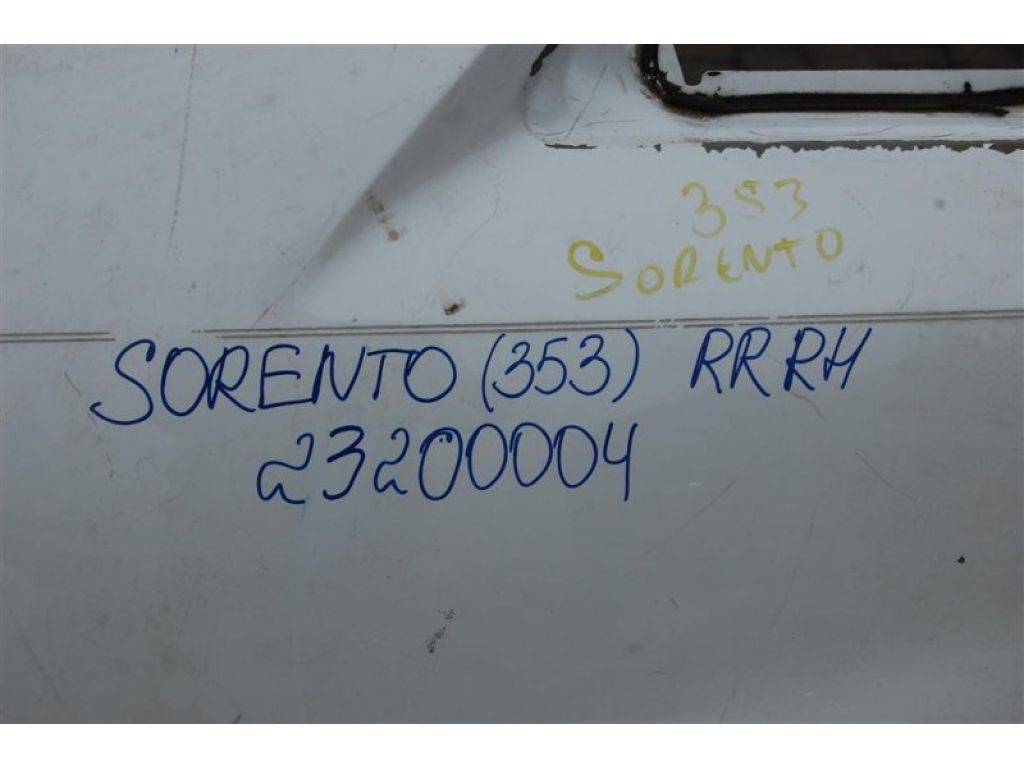 353
SORENTO
SORENTO (353) RR RH
23200004